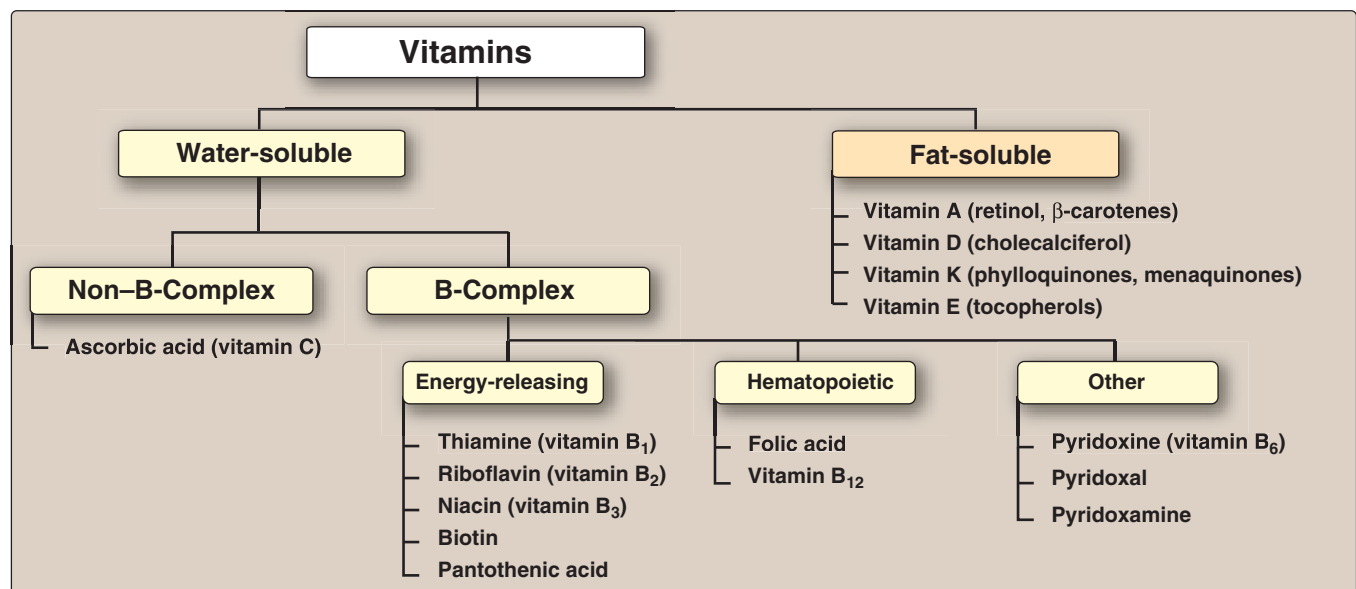 Vitamins
Water-soluble
Fat-soluble
Vitamin A (retinol, β-carotenes)
Vitamin D (cholecalciferol)
Vitamin K (phylloquinones, menaquinones)
Vitamin E (tocopherols)
Non–B-Complex
B-Complex
Ascorbic acid (vitamin C)
Energy-releasing
Hematopoietic
Other
Thiamine (vitamin B₁)
Riboflavin (vitamin B₂)
Niacin (vitamin B₃)
Biotin
Pantothenic acid
Folic acid
Vitamin B₁₂
Pyridoxine (vitamin B₆)
Pyridoxal
Pyridoxamine